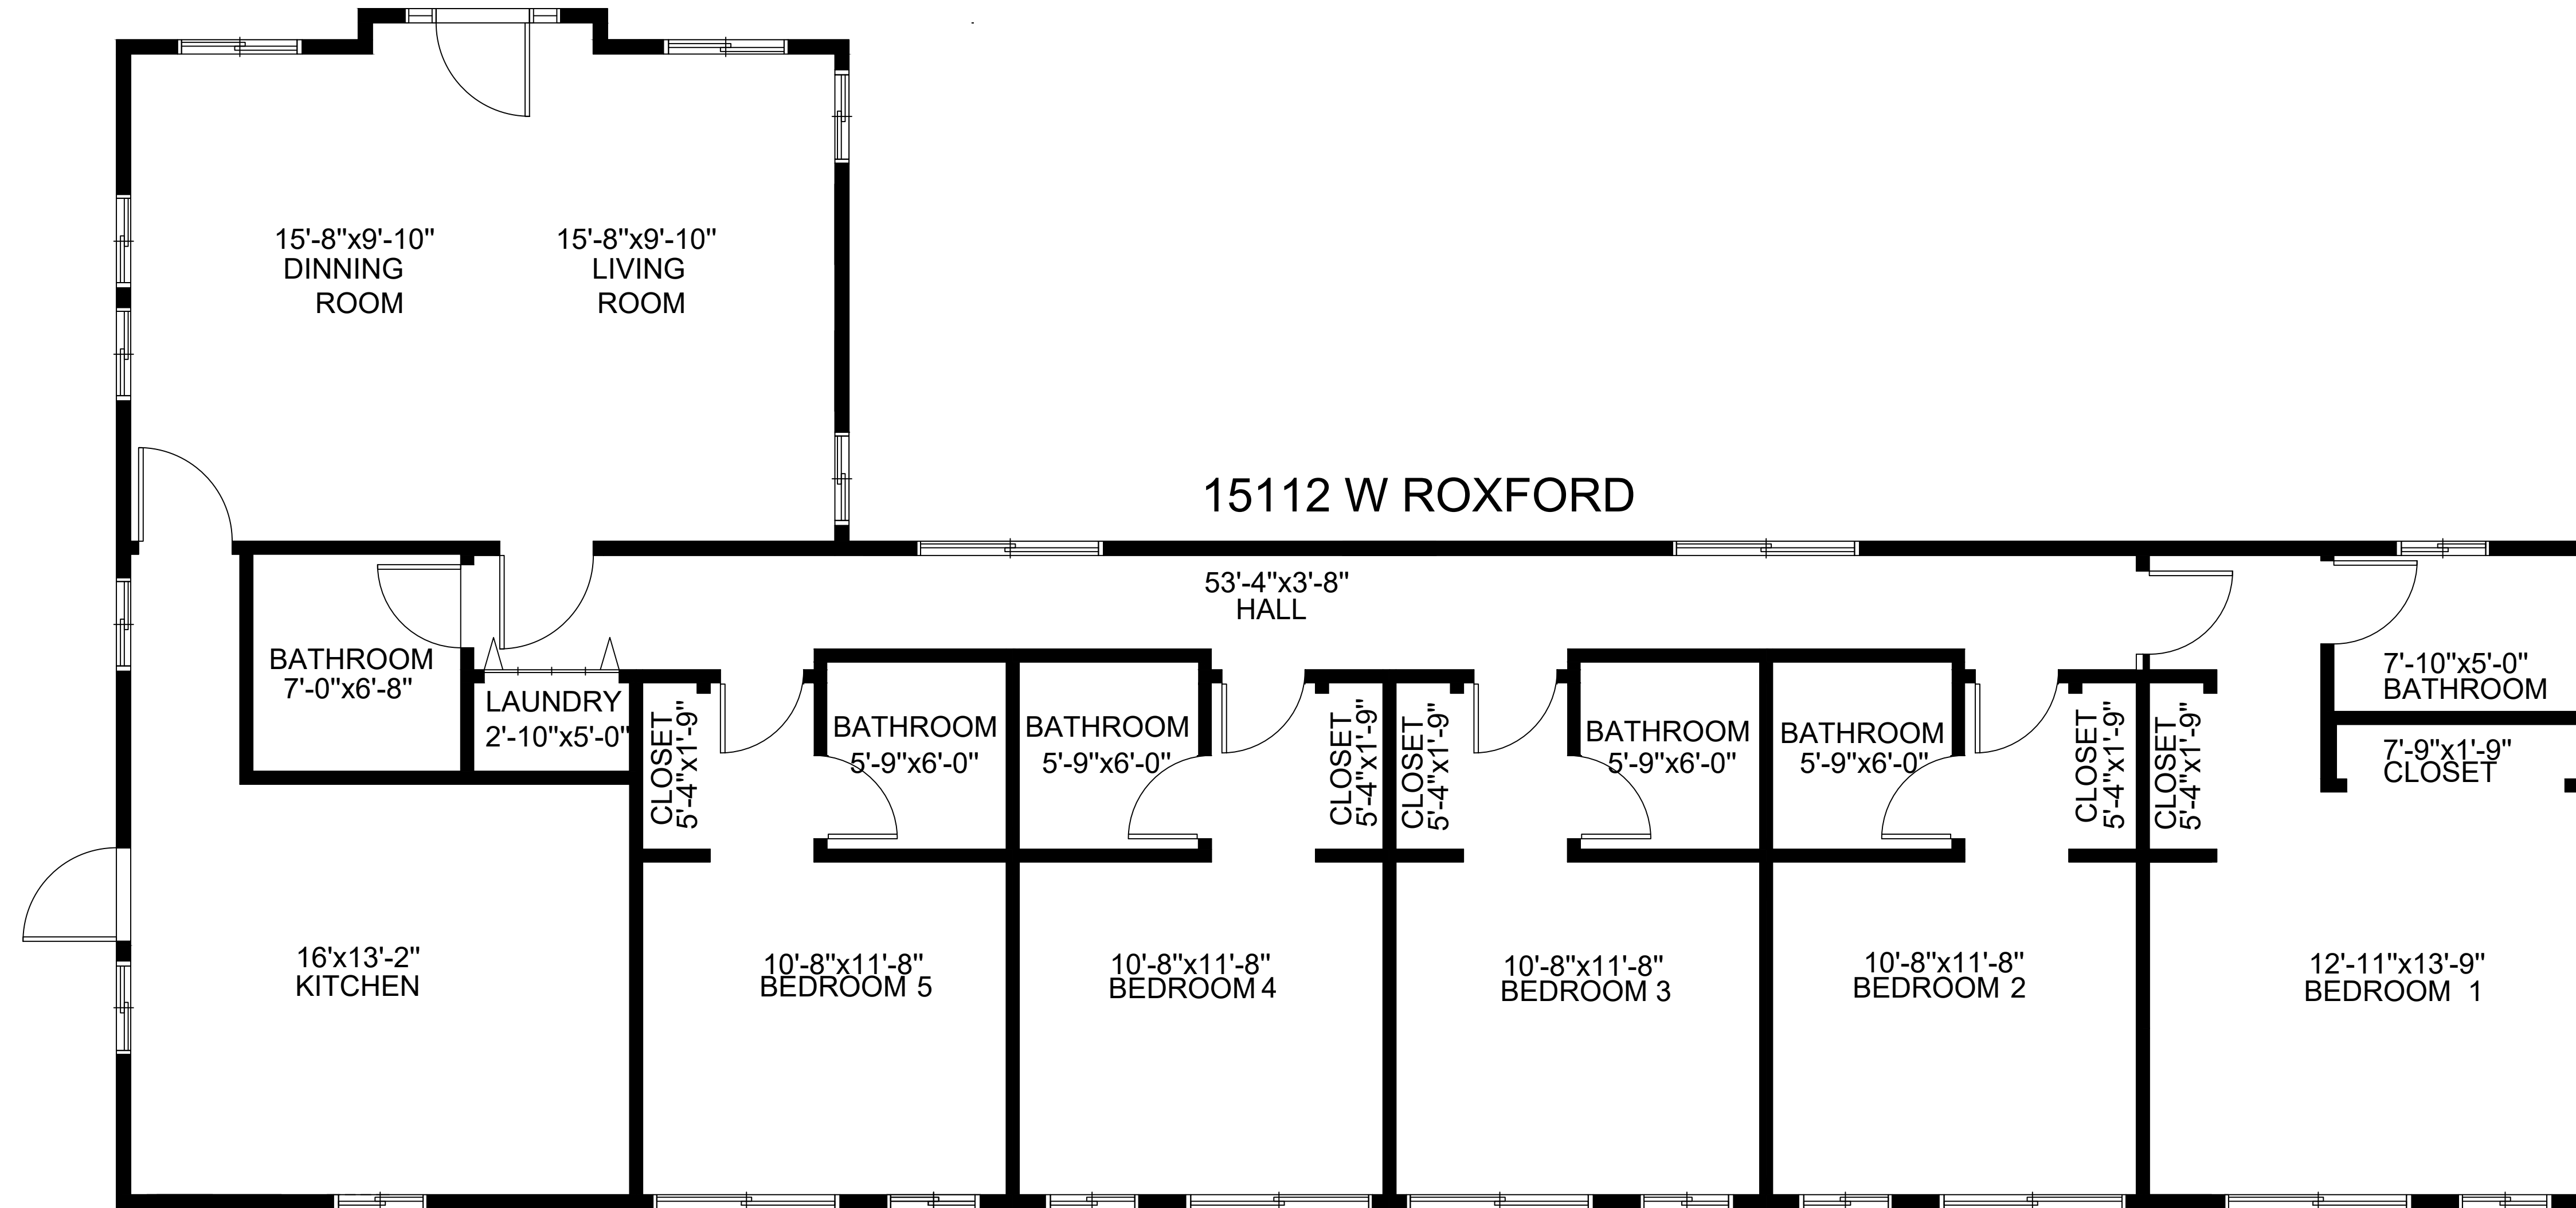 15'-8"x9'-10"
DINNING
ROOM
15'-8"x9'-10"
LIVING
ROOM
15112 W ROXFORD
53'-4"x3'-8"
HALL
BATHROOM
7'-0"x6'-8"
LAUNDRY
2'-10"x5'-0"
CLOSET
5'-4"x1'-9"
BATHROOM
5'-9"x6'-0"
BATHROOM
5'-9"x6'-0"
CLOSET
5'-4"x1'-9"
CLOSET
5'-4"x1'-9"
BATHROOM
5'-9"x6'-0"
BATHROOM
5'-9"x6'-0"
CLOSET
5'-4"x1'-9"
CLOSET
5'-4"x1'-9"
7'-10"x5'-0"
BATHROOM
7'-9"x1'-9"
CLOSET
16'x13'-2"
KITCHEN
10'-8"x11'-8"
BEDROOM 5
10'-8"x11'-8"
BEDROOM 4
10'-8"x11'-8"
BEDROOM 3
10'-8"x11'-8"
BEDROOM 2
12'-11"x13'-9"
BEDROOM 1